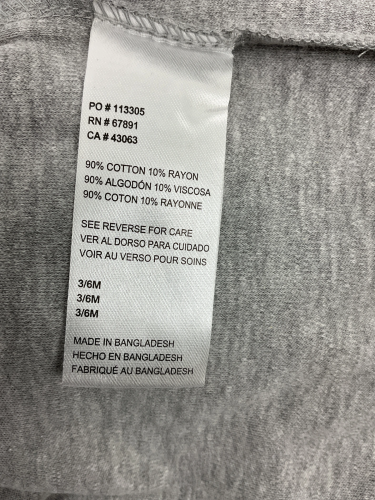 PO # 113305
RN # 67891
CA # 43063
90% COTTON 10% RAYON
90% ALGODÓN 10% VISCOSA
90% COTON 10% RAYONNE
SEE REVERSE FOR CARE
VER AL DORSO PARA CUIDADO
VOIR AU VERSO POUR SOINS
3/6M
3/6M
3/6M
MADE IN BANGLADESH
HECHO EN BANGLADESH
FABRIQUÉ AU BANGLADESH